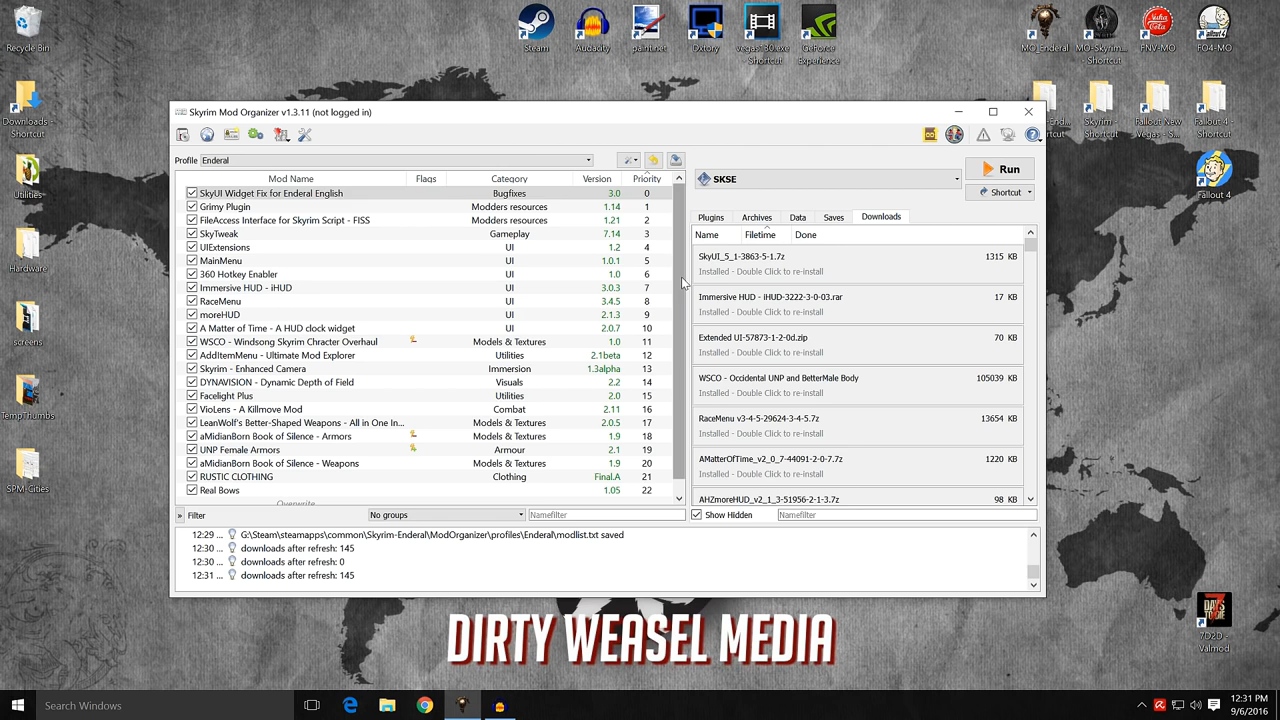 Recycle Bin
Steam
Audacity
paint.net
Dxtory
vegas130.exe - Shortcut
GeForce Experience
MO_Enderal
MO-Skyrim... - Shortcut
FNV-MO
FO4-MO
Downloads - Shortcut
Utilities
Hardware
screens
TempThumbs
SPM-Cities
Skyrim - Shortcut
Fallout New Vegas - S...
Fallout 4 - Shortcut
Fallout 4
7D2D - Valmod
Skyrim Mod Organizer v1.3.11 (not logged in)
Profile Enderal
Mod Name Flags Category Version Priority
SkyUI Widget Fix for Enderal English Bugfixes 3.0 0
Grimy Plugin Modders resources 1.14 1
FileAccess Interface for Skyrim Script - FISS Modders resources 1.21 2
SkyTweak Gameplay 7.14 3
UIExtensions UI 1.2 4
MainMenu UI 1.0.1 5
360 Hotkey Enabler UI 1.0 6
Immersive HUD - iHUD UI 3.0.3 7
RaceMenu UI 3.4.5 8
moreHUD UI 2.1.3 9
A Matter of Time - A HUD clock widget UI 2.0.7 10
WSCO - Windsong Skyrim Chracter Overhaul Models & Textures 1.0 11
AddItemMenu - Ultimate Mod Explorer Utilities 2.1beta 12
Skyrim - Enhanced Camera Immersion 1.3alpha 13
DYNAVISION - Dynamic Depth of Field Visuals 2.2 14
Facelight Plus Utilities 2.0 15
VioLens - A Killmove Mod Combat 2.11 16
LeanWolf's Better-Shaped Weapons - All in One In... Models & Textures 2.0.5 17
aMidianBorn Book of Silence - Armors Models & Textures 1.9 18
UNP Female Armors Armour 2.1 19
aMidianBorn Book of Silence - Weapons Models & Textures 1.9 20
RUSTIC CLOTHING Clothing Final.A 21
Real Bows 1.05 22
Overwrite
» Filter No groups Namefilter
SKSE
Run
Shortcut
Plugins Archives Data Saves Downloads
Name Filetime Done
SkyUI_5_1-3863-5-1.7z 1315 KB
Installed - Double Click to re-install
Immersive HUD - iHUD-3222-3-0-03.rar 17 KB
Installed - Double Click to re-install
Extended UI-57873-1-2-0d.zip 70 KB
Installed - Double Click to re-install
WSCO - Occidental UNP and BetterMale Body 105039 KB
Installed - Double Click to re-install
RaceMenu v3-4-5-29624-3-4-5.7z 13654 KB
Installed - Double Click to re-install
AMatterOfTime_v2_0_7-44091-2-0-7.7z 1220 KB
Installed - Double Click to re-install
AHZmoreHUD_v2_1_3-51956-2-1-3.7z 98 KB
Show Hidden Namefilter
12:29 ... G:\Steam\steamapps\common\Skyrim-Enderal\ModOrganizer\profiles\Enderal\modlist.txt saved
12:30 ... downloads after refresh: 145
12:30 ... downloads after refresh: 0
12:31 ... downloads after refresh: 145
DIRTY WEASEL MEDIA
Search Windows
12:31 PM
9/6/2016